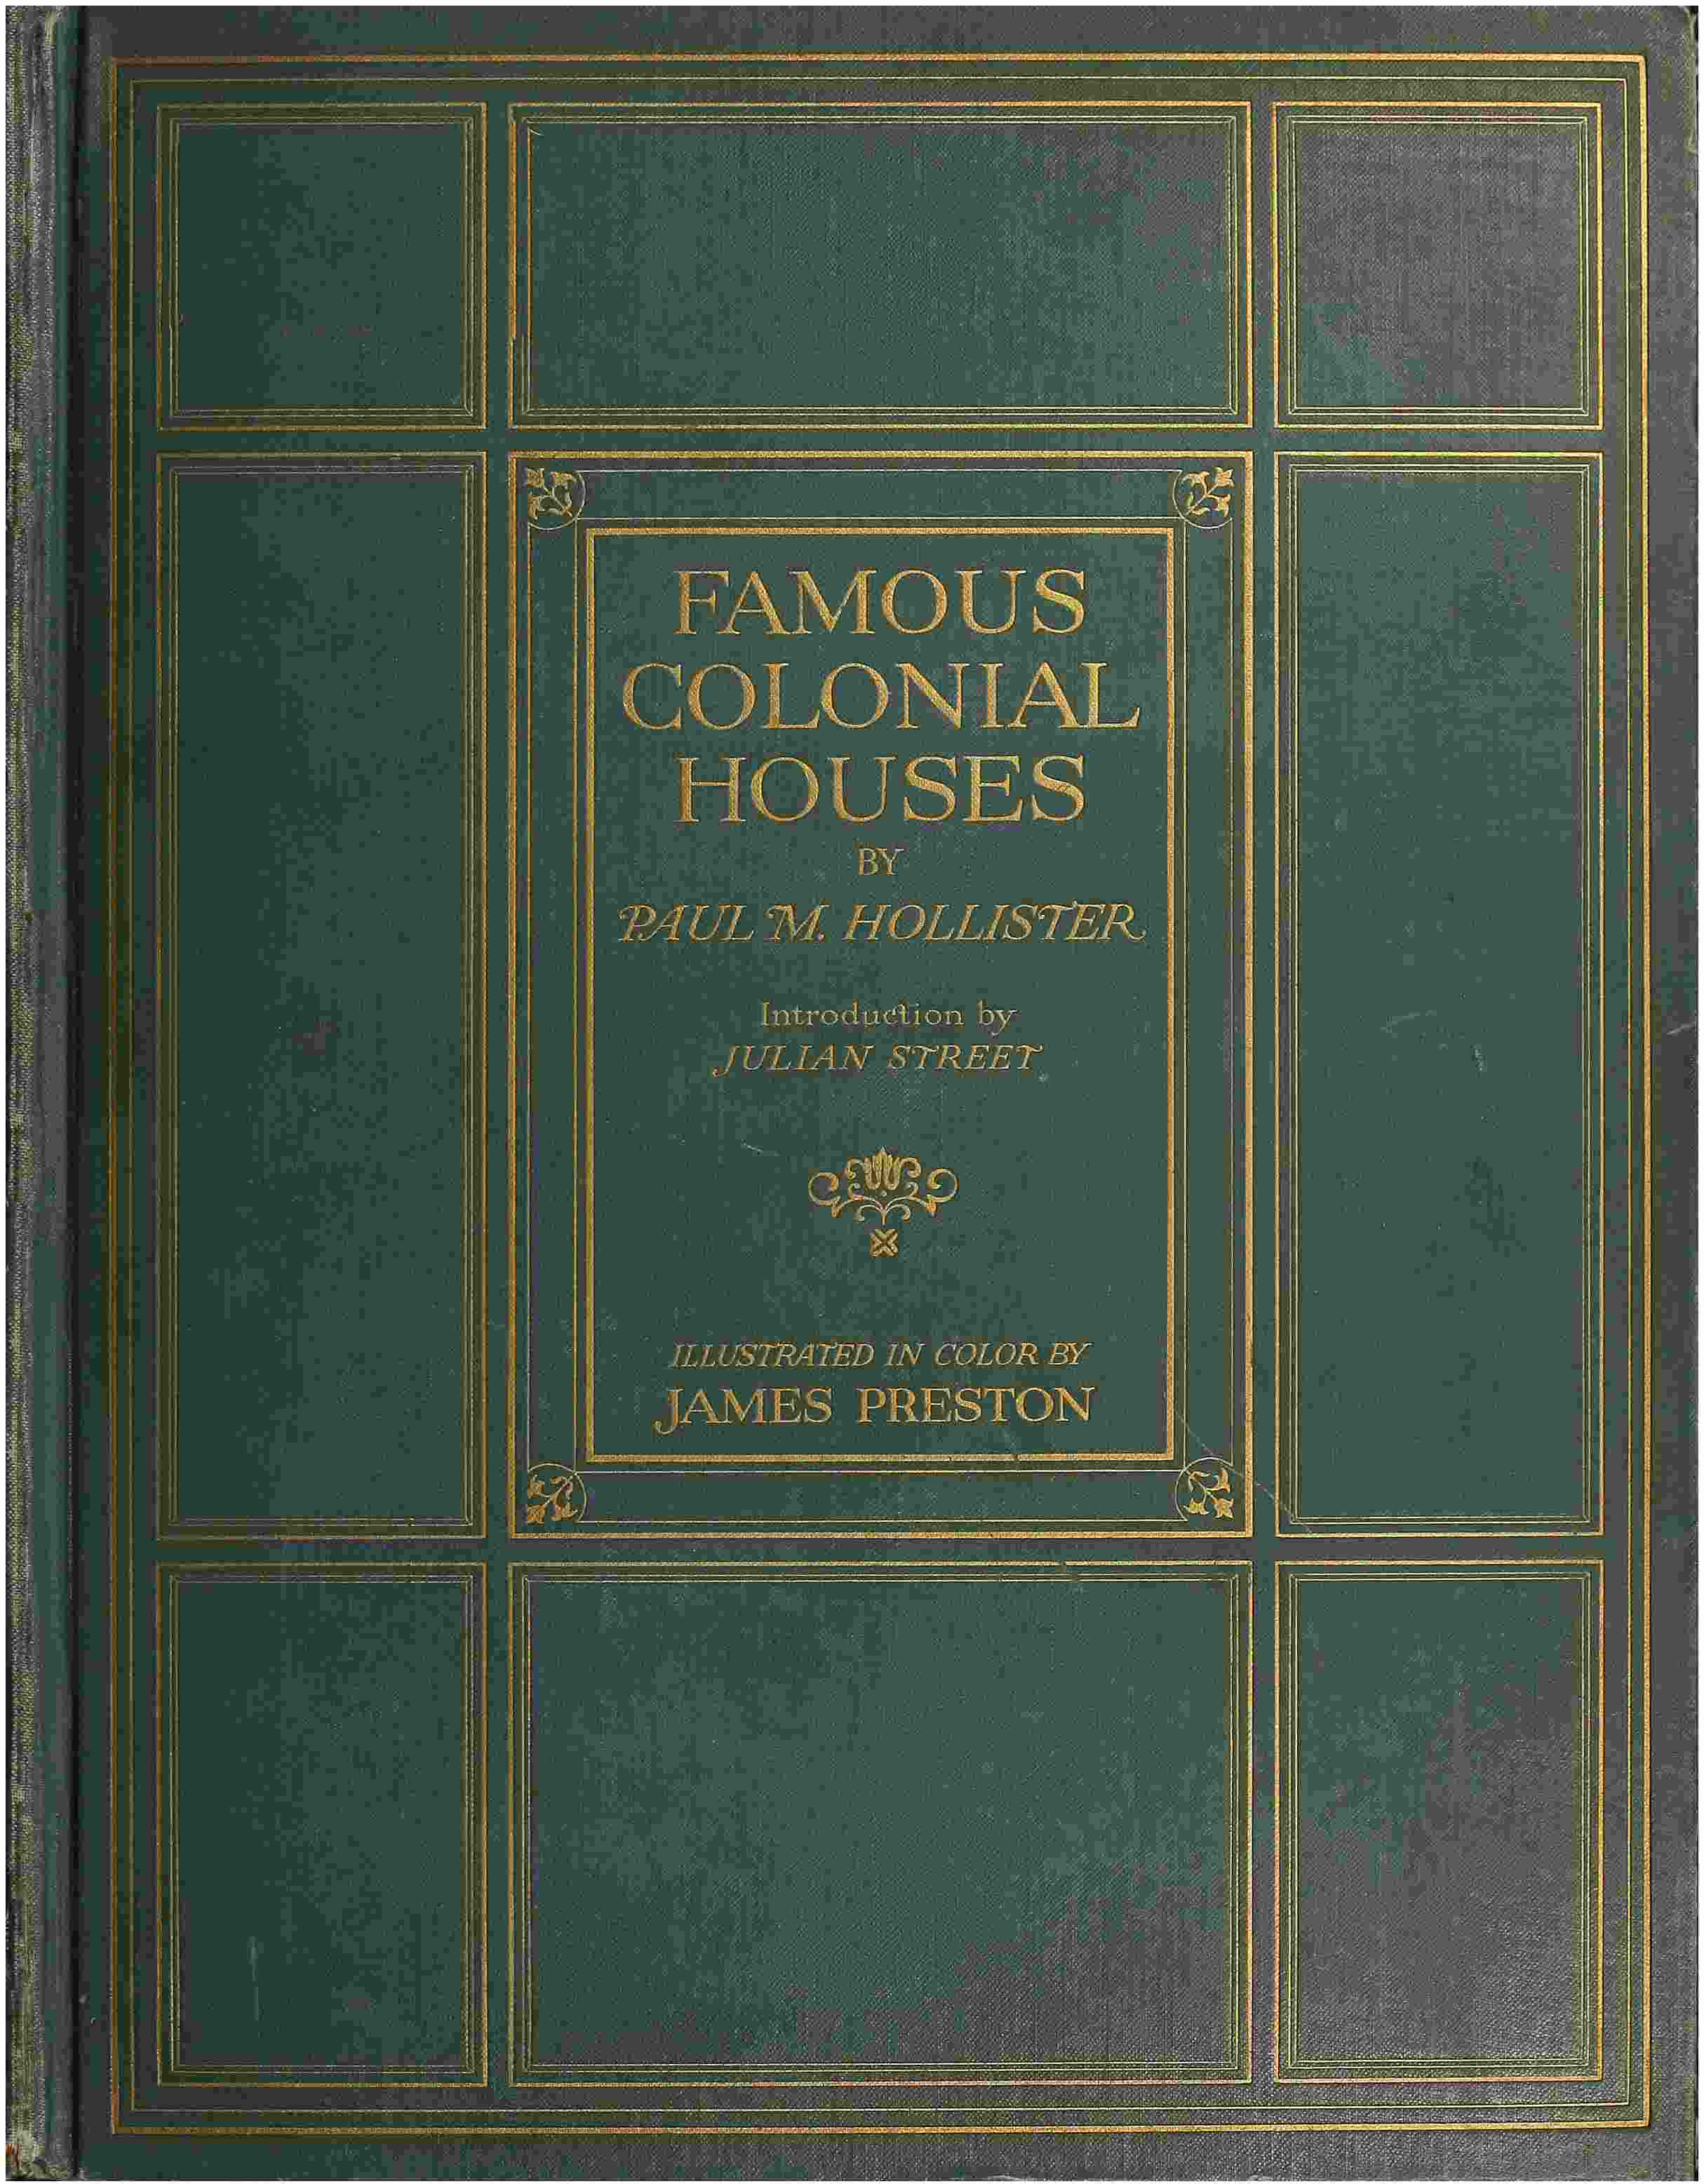 FAMOUS
COLONIAL
HOUSES
BY
PAUL M. HOLLISTER
Introduction by
JULIAN STREET
ILLUSTRATED IN COLOR BY
JAMES PRESTON